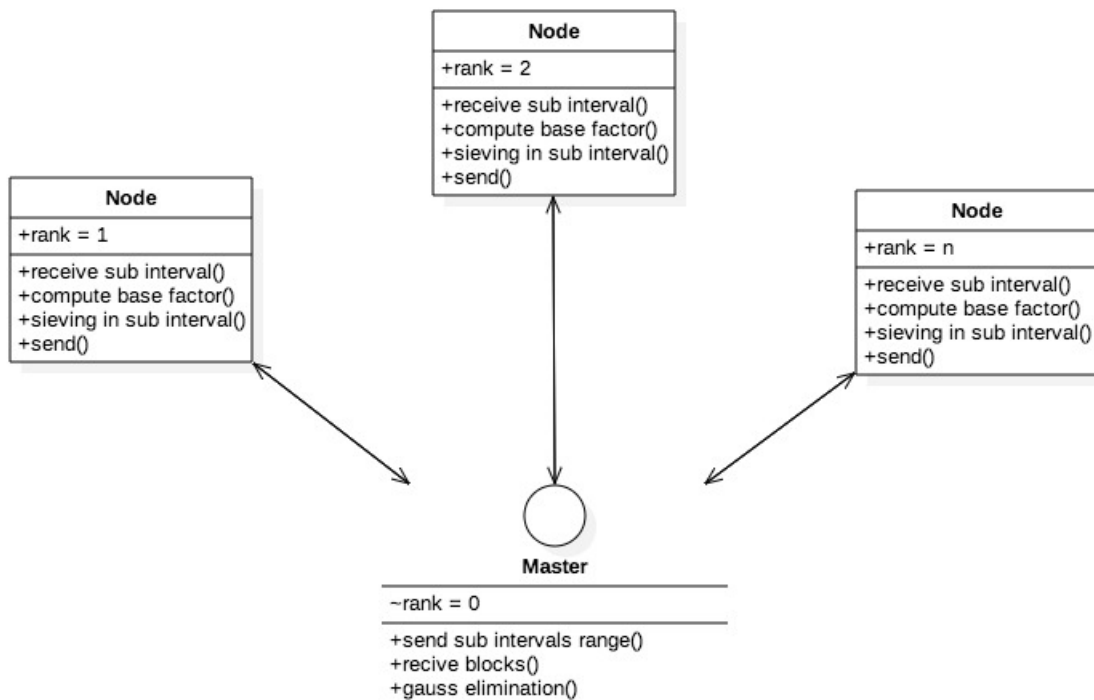 Node
+rank = 2
+receive sub interval()
+compute base factor()
+sieving in sub interval()
+send()
Node
+rank = 1
+receive sub interval()
+compute base factor()
+sieving in sub interval()
+send()
Node
+rank = n
+receive sub interval()
+compute base factor()
+sieving in sub interval()
+send()
Master
~rank = 0
+send sub intervals range()
+recive blocks()
+gauss elimination()